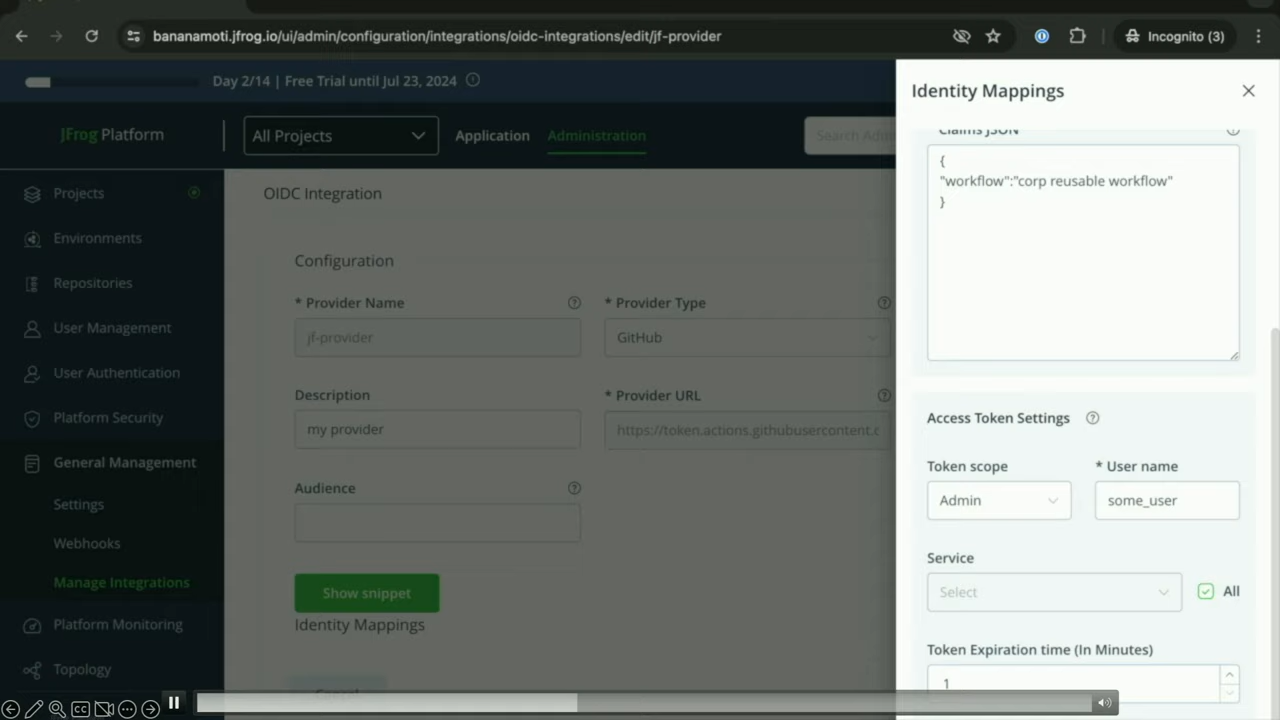 bananamoti.jfrog.io/ui/admin/configuration/integrations/oidc-integrations/edit/jf-provider
Incognito (3)
Day 2/14 | Free Trial until Jul 23, 2024
JFrog Platform
All Projects
Application
Administration
Search Adm
Projects
Environments
Repositories
User Management
User Authentication
Platform Security
General Management
Settings
Webhooks
Manage Integrations
Platform Monitoring
Topology
OIDC Integration
Configuration
* Provider Name
jf-provider
* Provider Type
GitHub
Description
my provider
* Provider URL
https://token.actions.githubusercontent.c
Audience
Show snippet
Identity Mappings
Cancel
Identity Mappings
Claims JSON
{
"workflow":"corp reusable workflow"
}
Access Token Settings
Token scope
Admin
* User name
some_user
Service
Select
All
Token Expiration time (In Minutes)
1
CC